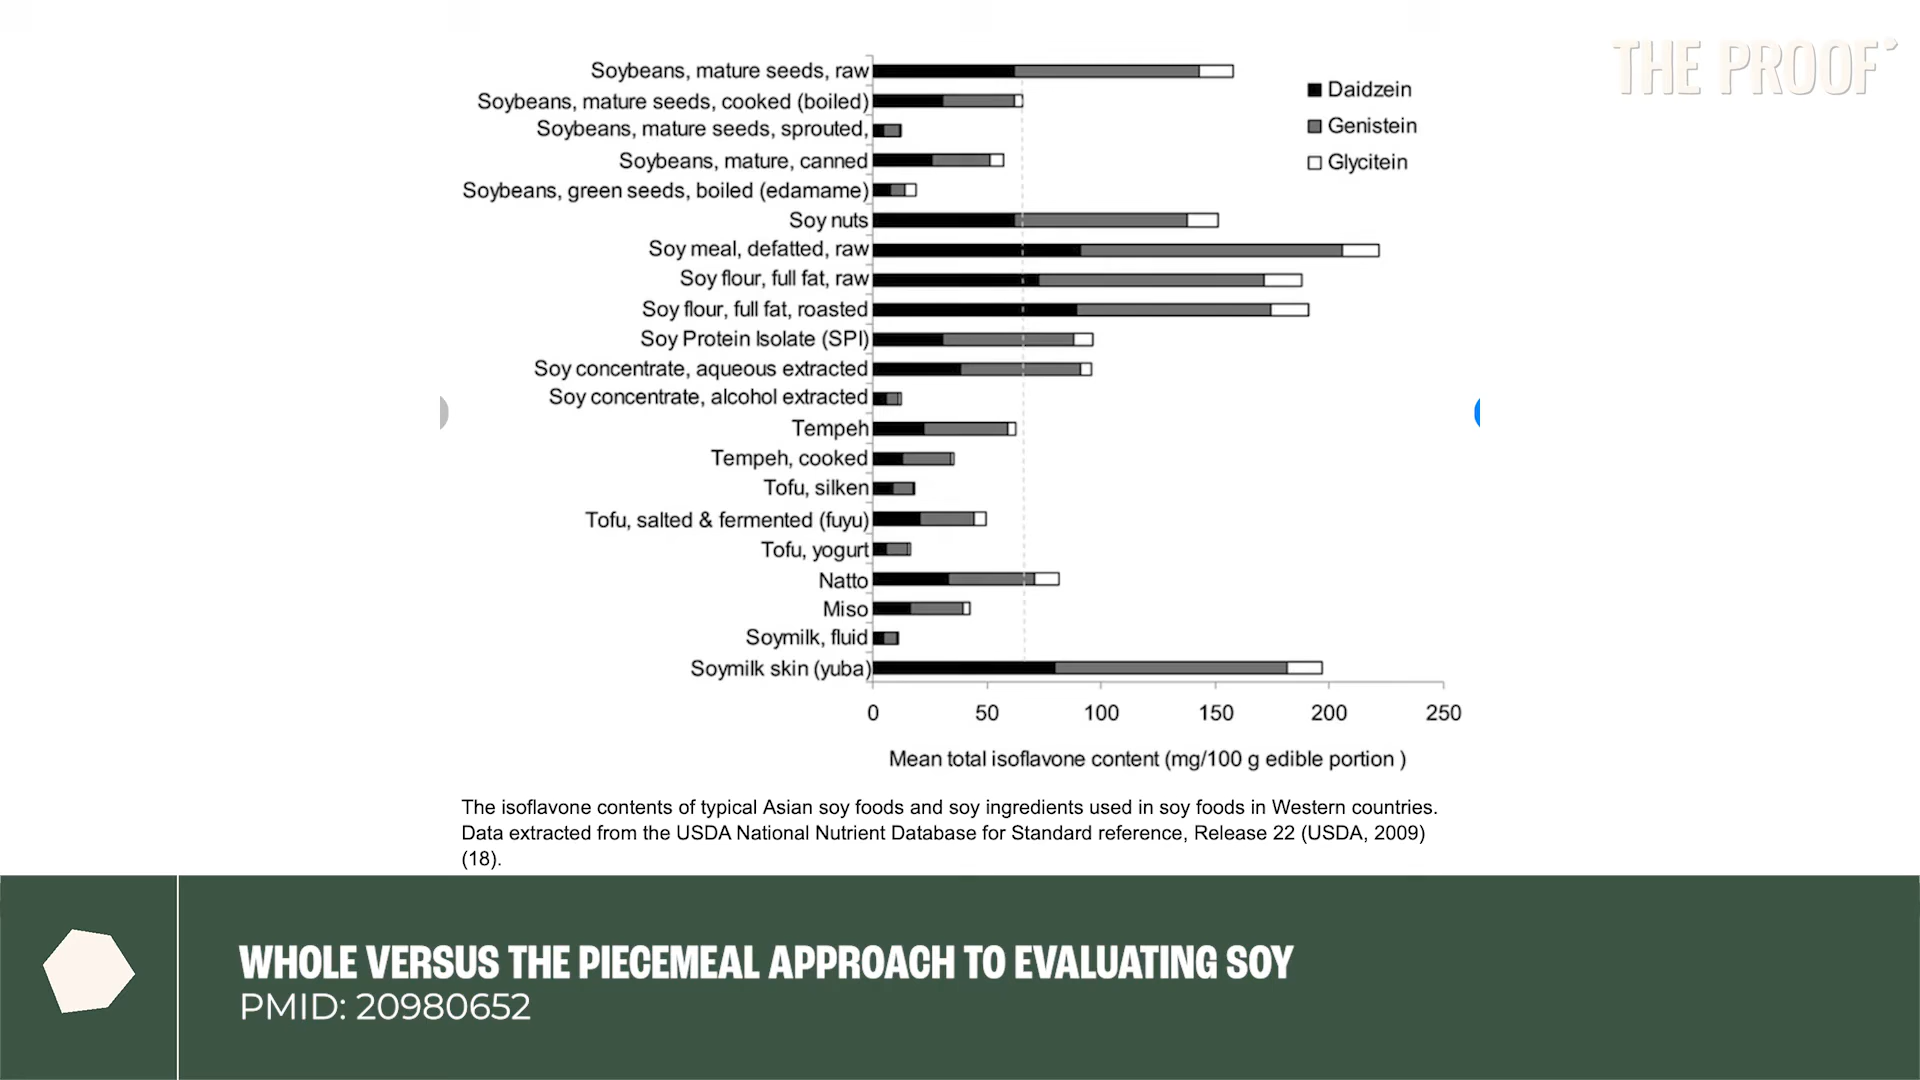 THE PROOF
Soybeans, mature seeds, raw
Soybeans, mature seeds, cooked (boiled)
Soybeans, mature seeds, sprouted,
Soybeans, mature, canned
Soybeans, green seeds, boiled (edamame)
Soy nuts
Soy meal, defatted, raw
Soy flour, full fat, raw
Soy flour, full fat, roasted
Soy Protein Isolate (SPI)
Soy concentrate, aqueous extracted
Soy concentrate, alcohol extracted
Tempeh
Tempeh, cooked
Tofu, silken
Tofu, salted & fermented (fuyu)
Tofu, yogurt
Natto
Miso
Soymilk, fluid
Soymilk skin (yuba)
Daidzein
Genistein
Glycitein
0 50 100 150 200 250
Mean total isoflavone content (mg/100 g edible portion )
The isoflavone contents of typical Asian soy foods and soy ingredients used in soy foods in Western countries.
Data extracted from the USDA National Nutrient Database for Standard reference, Release 22 (USDA, 2009)
(18).
WHOLE VERSUS THE PIECEMEAL APPROACH TO EVALUATING SOY
PMID: 20980652